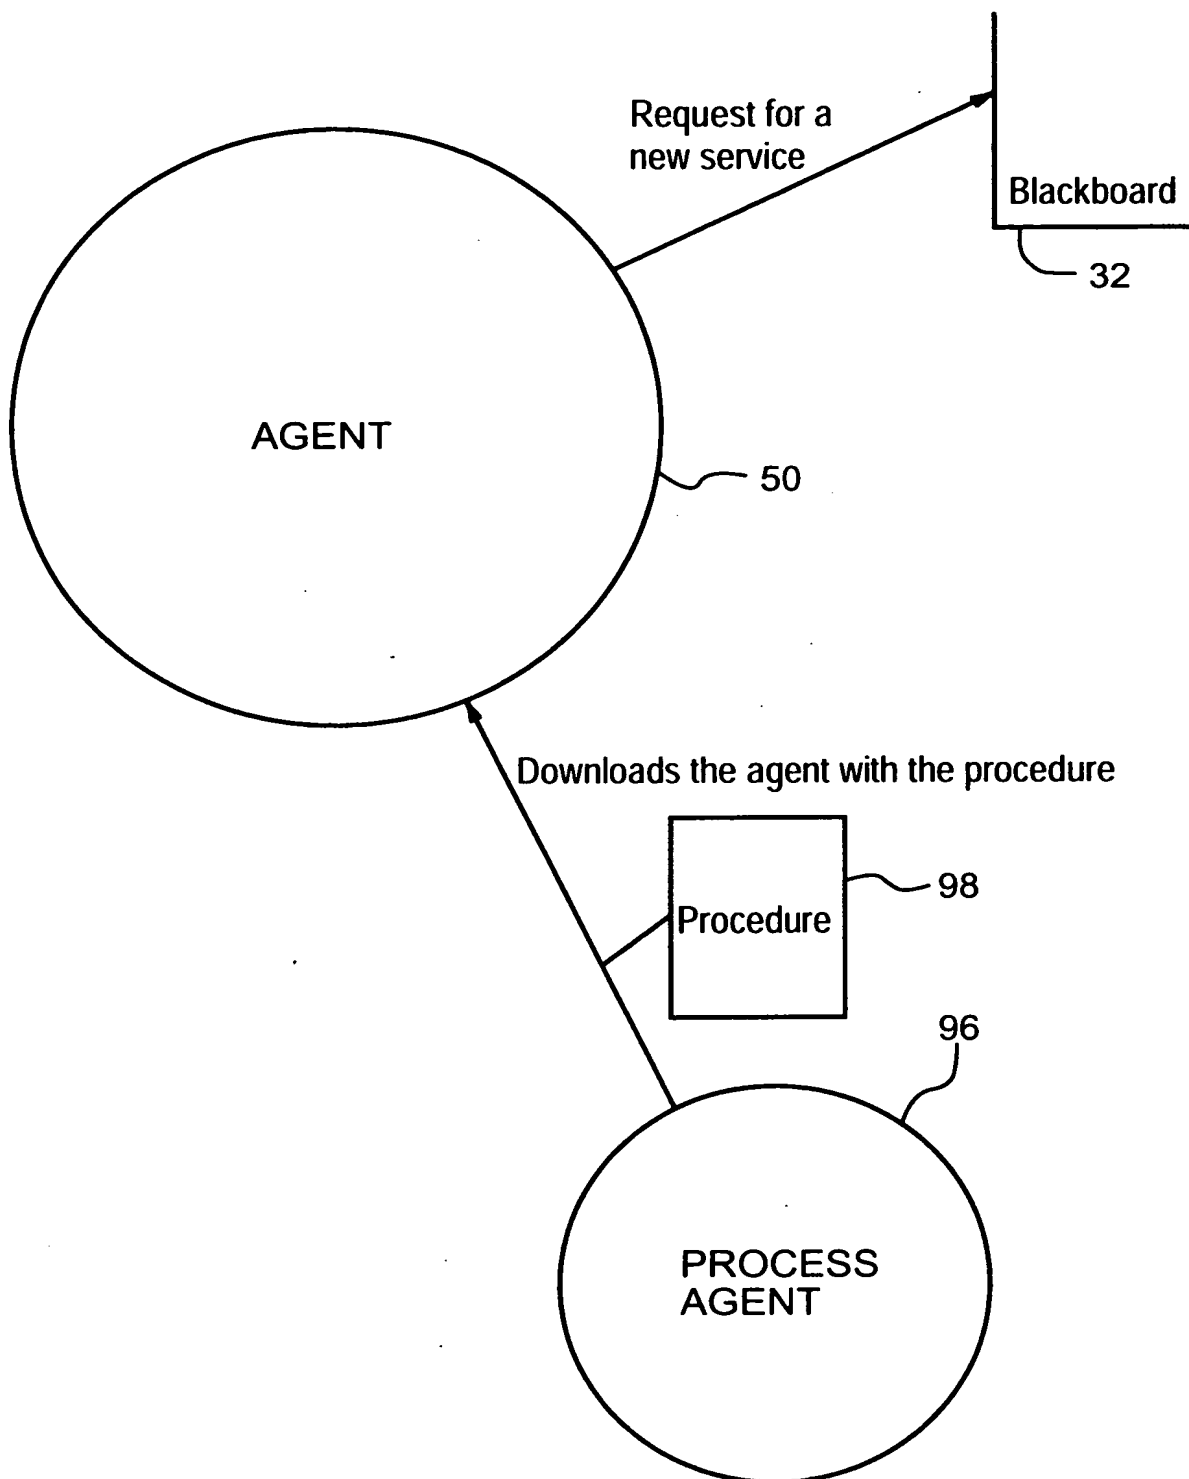 Request for a
new service
Blackboard
32
AGENT
50
Downloads the agent with the procedure
Procedure
98
96
PROCESS
AGENT